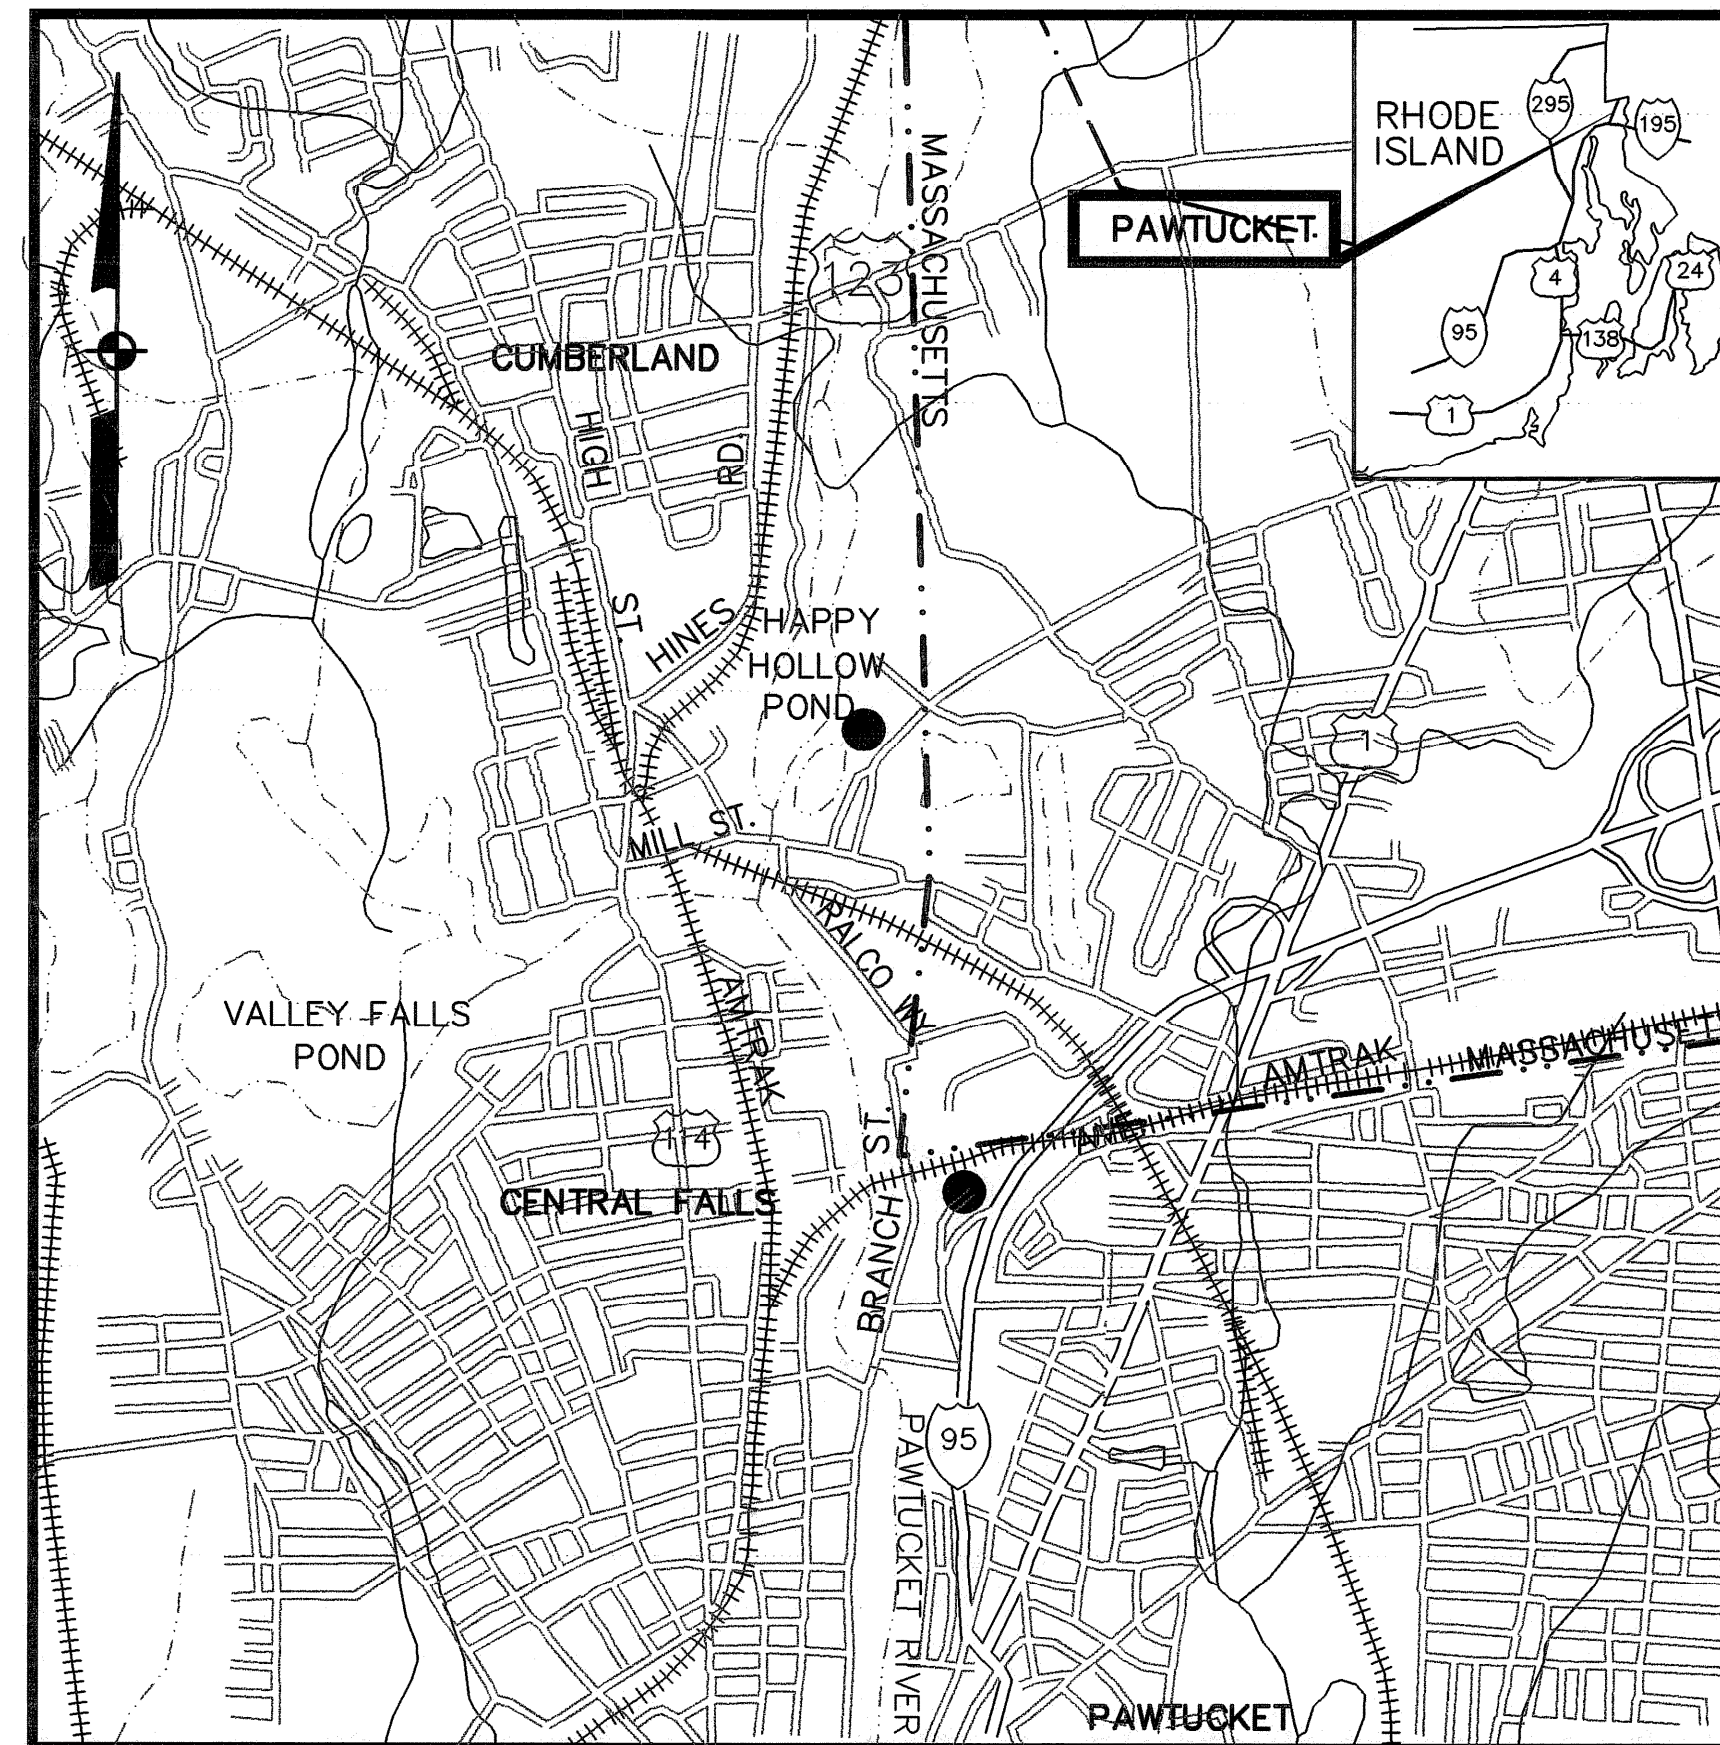 RHODE
ISLAND
295
195
4
24
95
138
1
PAWTUCKET
MASSACHUSETTS
123
CUMBERLAND
HIGH
ST.
HINES
RD.
HAPPY
HOLLOW
POND
1
MILL ST.
RALCO WY.
VALLEY FALLS
POND
AMTRAK
AMTRAK
114
CENTRAL FALLS
BRANCH ST.
95
PAWTUCKET RIVER
PAWTUCKET